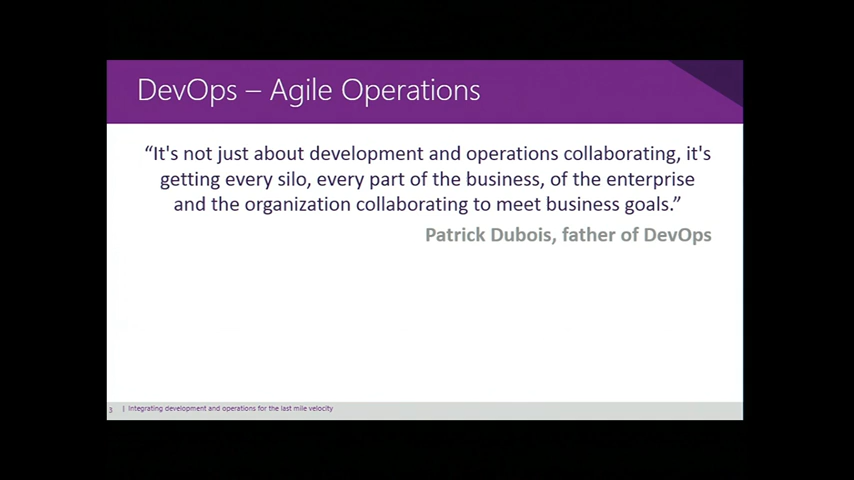 DevOps – Agile Operations
“It's not just about development and operations collaborating, it's
getting every silo, every part of the business, of the enterprise
and the organization collaborating to meet business goals.”
Patrick Dubois, father of DevOps
3 | Integrating development and operations for the last mile velocity